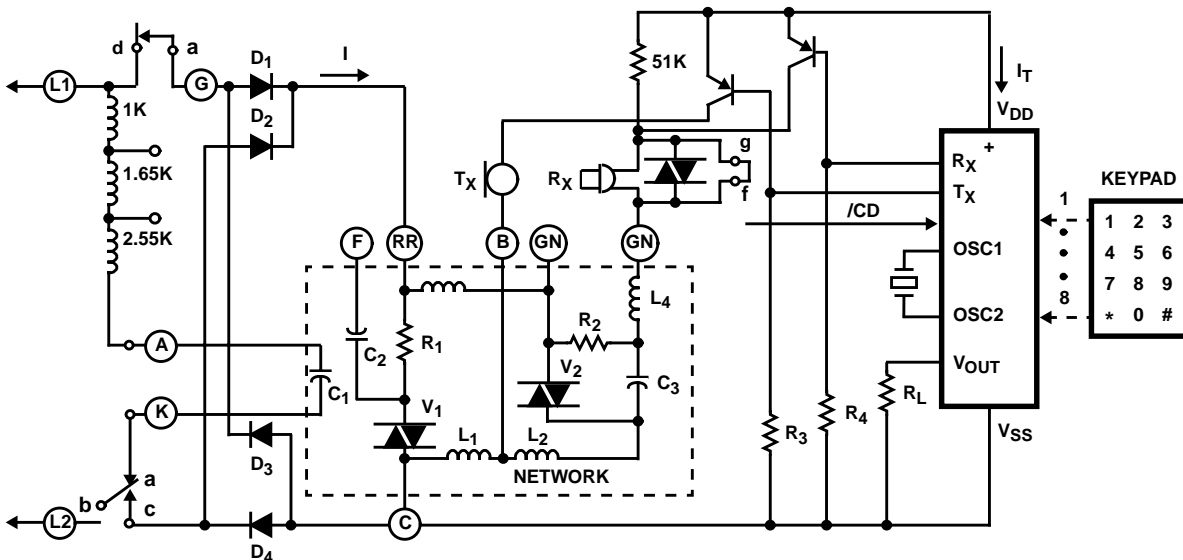 d
a
L1
G
D1
D2
I
1K
1.65K
2.55K
51K
IT
VDD
+
g
f
TX
RX
RX
TX
/CD
KEYPAD
1
8
1 2 3
4 5 6
7 8 9
* 0 #
OSC1
OSC2
VOUT
VSS
F
RR
B
GN
GN
L4
R2
R1
C2
V2
C3
V1
L1
L2
NETWORK
A
C1
K
D3
R3
R4
RL
b
a
c
L2
D4
C